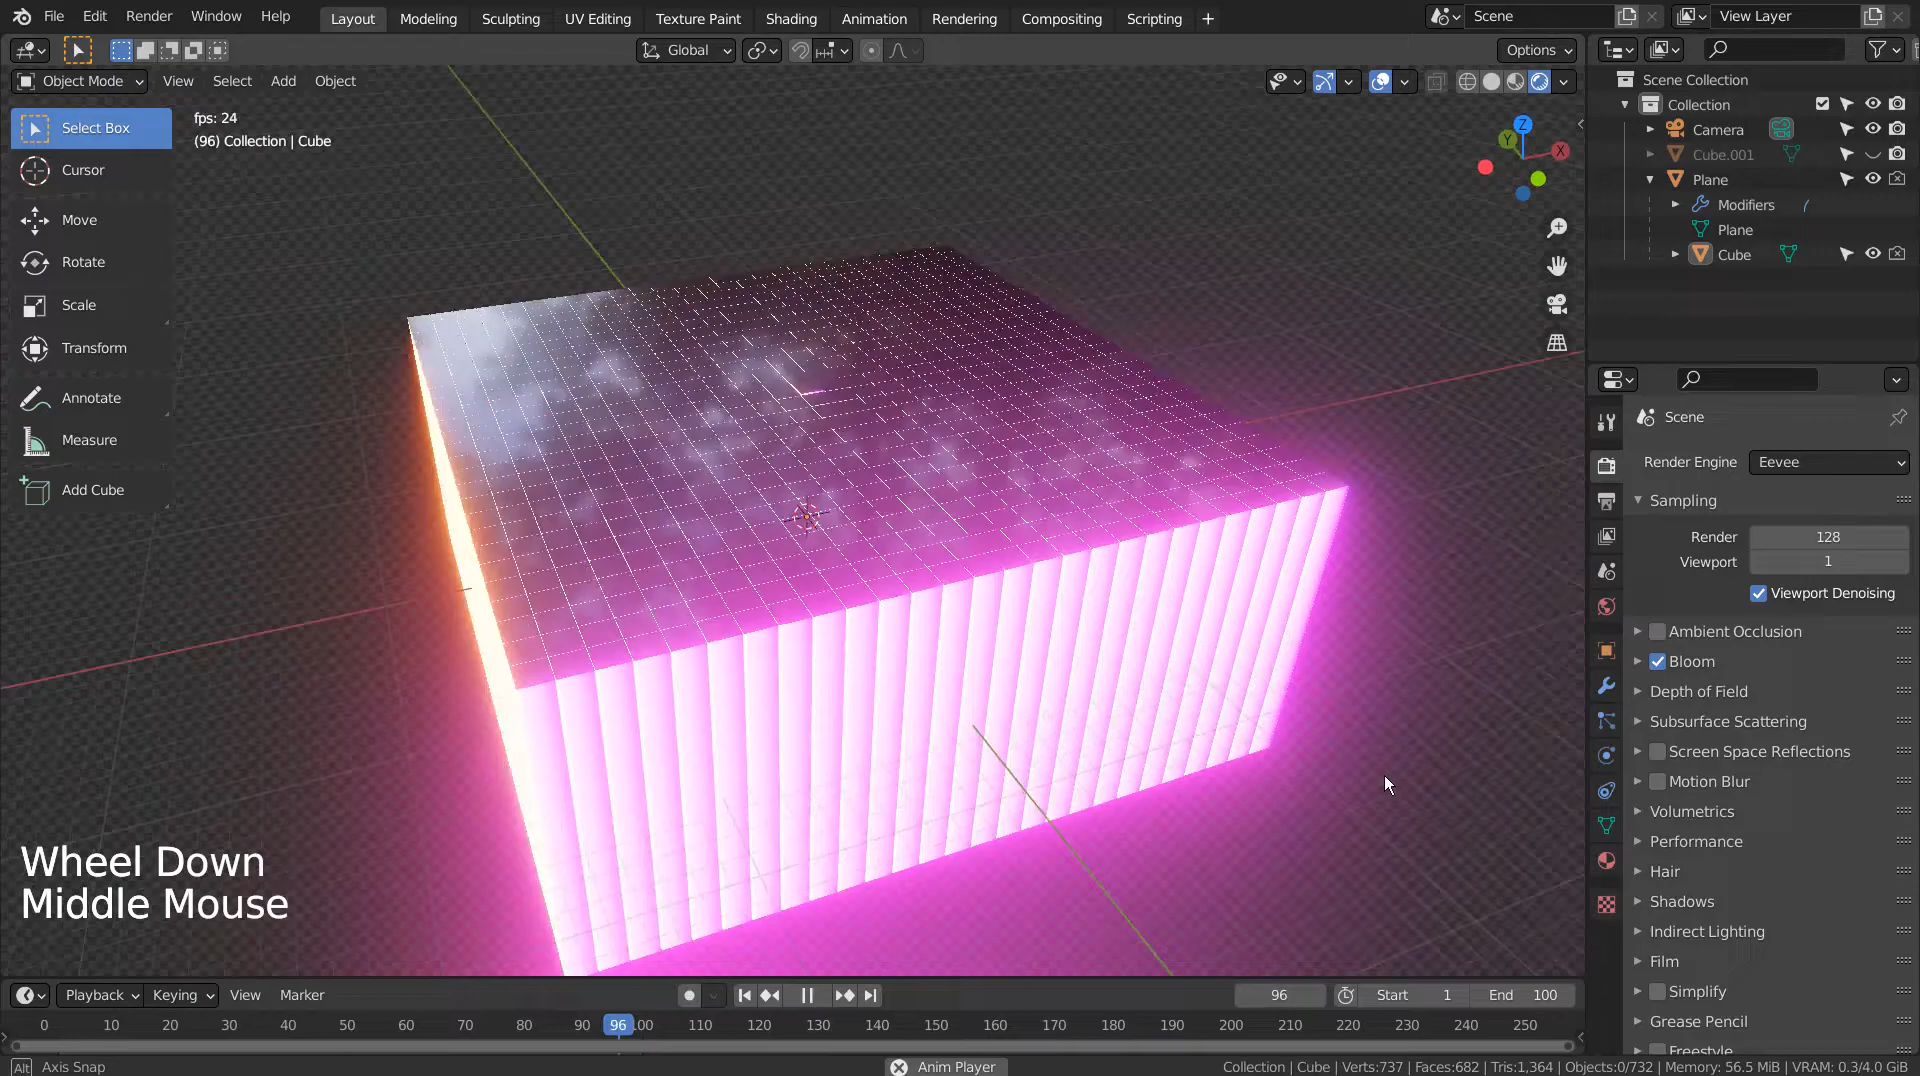 File Edit Render Window Help Layout Modeling Sculpting UV Editing Texture Paint Shading Animation Rendering Compositing Scripting + Scene View Layer
Global Options
Object Mode View Select Add Object
Select Box
Cursor
Move
Rotate
Scale
Transform
Annotate
Measure
Add Cube
fps: 24
(96) Collection | Cube
Z
Y
X
Scene Collection
Collection
Camera
Cube.001
Plane
Modifiers
Plane
Cube
Scene
Render Engine Eevee
Sampling
Render 128
Viewport 1
Viewport Denoising
Ambient Occlusion
Bloom
Depth of Field
Subsurface Scattering
Screen Space Reflections
Motion Blur
Volumetrics
Performance
Hair
Shadows
Indirect Lighting
Film
Simplify
Grease Pencil
Freestyle
Wheel Down
Middle Mouse
Playback Keying View Marker 96 Start 1 End 100
0 10 20 30 40 50 60 70 80 90 96 100 110 120 130 140 150 160 170 180 190 200 210 220 230 240 250
Alt Axis Snap Anim Player Collection | Cube | Verts:737 | Faces:682 | Tris:1,364 | Objects:0/732 | Memory: 56.5 MiB | VRAM: 0.3/4.0 GiB